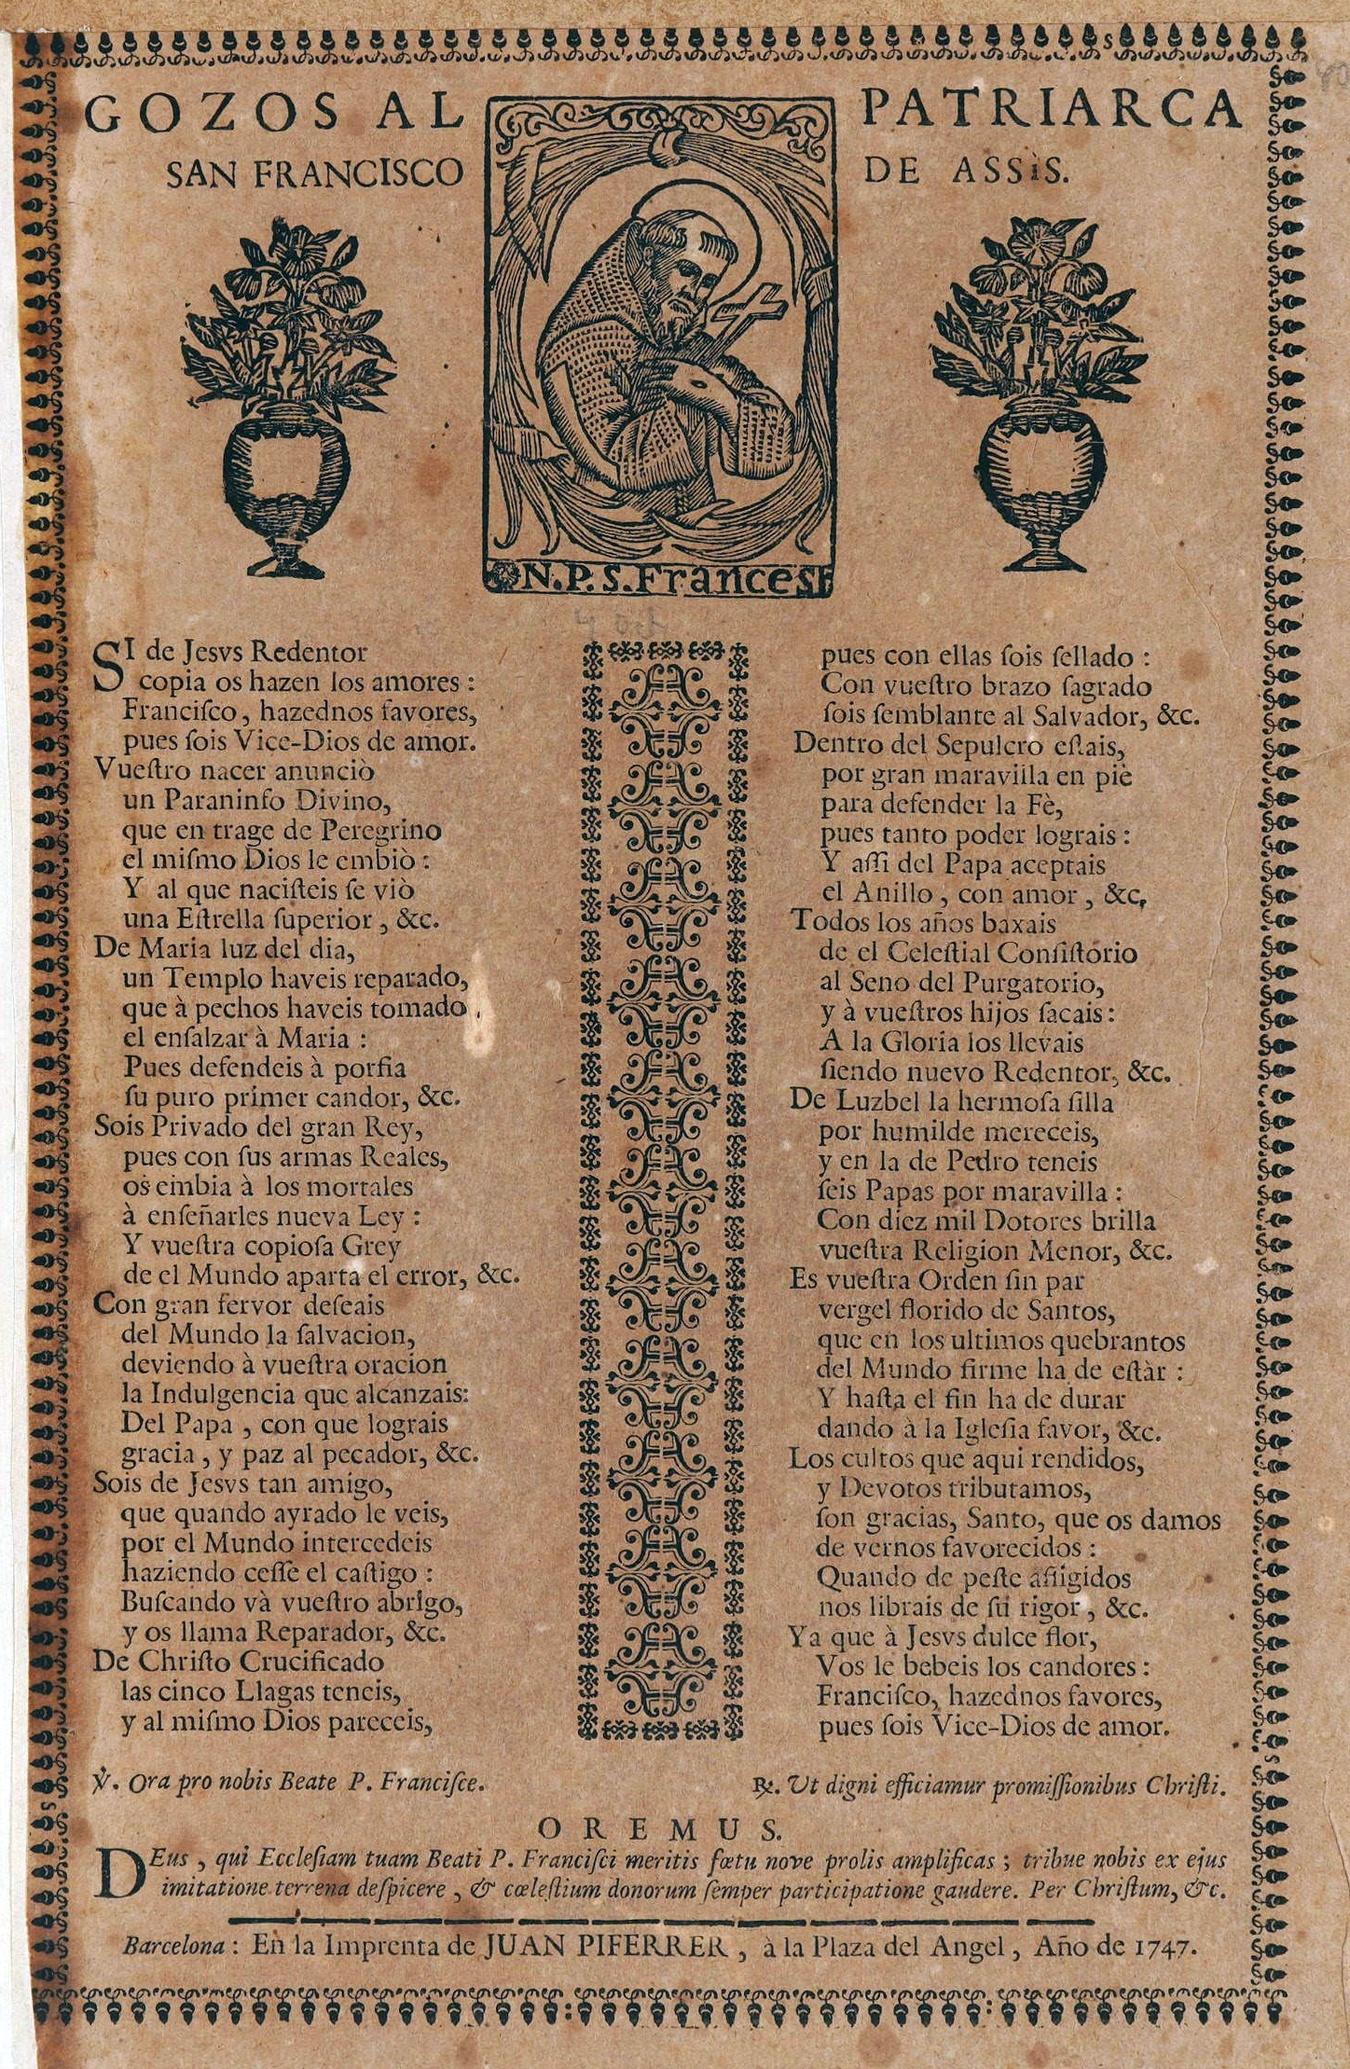 GOZOS AL PATRIARCA
SAN FRANCISCO DE ASSIS.
N.P.S.Francesh
SI de Jesvs Redentor
copia os hazen los amores :
Franciſco, hazednos favores,
pues ſois Vice-Dios de amor.
Vueſtro nacer anunciò
un Paraninfo Divino,
que en trage de Peregrino
el miſmo Dios le embiò :
Y al que naciſteis ſe viò
una Eſtrella ſuperior, &c.
De Maria luz del dia,
un Templo haveis reparado,
que à pechos haveis tomado
el enſalzar à Maria :
Pues defendeis à porfia
ſu puro primer candor, &c.
Sois Privado del gran Rey,
pues con ſus armas Reales,
os embia à los mortales
à enſeñarles nueva Ley :
Y vueſtra copioſa Grey
de el Mundo aparta el error, &c.
Con gran fervor deſeais
del Mundo la ſalvacion,
deviendo à vueſtra oracion
la Indulgencia que alcanzais:
Del Papa, con que lograis
gracia, y paz al pecador, &c.
Sois de Jesvs tan amigo,
que quando ayrado le veis,
por el Mundo intercedeis
haziendo ceſſe el caſtigo :
Buſcando và vueſtro abrigo,
y os llama Reparador, &c.
De Chriſto Crucificado
las cinco Llagas teneis,
y al miſmo Dios pareceis,
pues con ellas ſois ſellado :
Con vueſtro brazo ſagrado
ſois ſemblante al Salvador, &c.
Dentro del Sepulcro eſtais,
por gran maravilla en piè
para defender la Fè,
pues tanto poder lograis :
Y aſſi del Papa aceptais
el Anillo, con amor, &c,
Todos los años baxais
de el Celeſtial Conſiſtorio
al Seno del Purgatorio,
y à vueſtros hijos ſacais :
A la Gloria los llevais
ſiendo nuevo Redentor, &c.
De Luzbel la hermoſa ſilla
por humilde mereceis,
y en la de Pedro teneis
ſeis Papas por maravilla :
Con diez mil Dotores brilla
vueſtra Religion Menor, &c.
Es vueſtra Orden ſin par
vergel florido de Santos,
que en los ultimos quebrantos
del Mundo firme ha de eſtàr :
Y haſta el fin ha de durar
dando à la Igleſia favor, &c.
Los cultos que aqui rendidos,
y Devotos tributamos,
ſon gracias, Santo, que os damos
de vernos favorecidos :
Quando de peſte afligidos
nos librais de ſu rigor, &c.
Ya que à Jesvs dulce flor,
Vos le bebeis los candores :
Franciſco, hazednos favores,
pues ſois Vice-Dios de amor.
℣. Ora pro nobis Beate P. Franciſce. ℟. Ut digni efficiamur promiſſionibus Chriſti.
OREMUS.
DEus, qui Eccleſiam tuam Beati P. Franciſci meritis fœtu nove prolis amplificas ; tribue nobis ex ejus
imitatione terrena deſpicere, & cœleſtium donorum ſemper participatione gaudere. Per Chriſtum, &c.
Barcelona : En la Imprenta de JUAN PIFERRER, à la Plaza del Angel, Año de 1747.